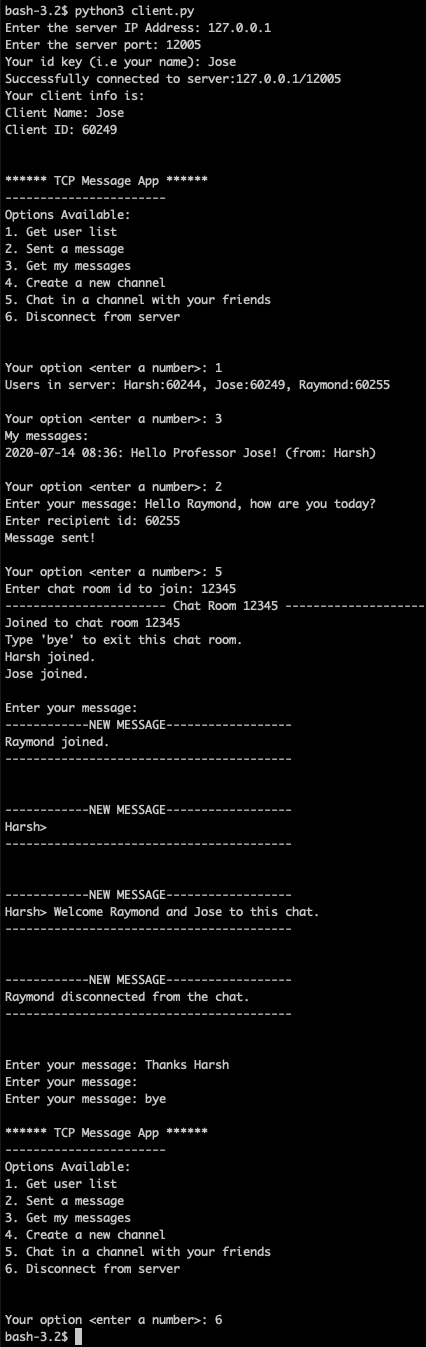 bash-3.2$ python3 client.py
Enter the server IP Address: 127.0.0.1
Enter the server port: 12005
Your id key (i.e your name): Jose
Successfully connected to server:127.0.0.1/12005
Your client info is:
Client Name: Jose
Client ID: 60249
****** TCP Message App ******
-----------------------
Options Available:
1. Get user list
2. Sent a message
3. Get my messages
4. Create a new channel
5. Chat in a channel with your friends
6. Disconnect from server
Your option <enter a number>: 1
Users in server: Harsh:60244, Jose:60249, Raymond:60255
Your option <enter a number>: 3
My messages:
2020-07-14 08:36: Hello Professor Jose! (from: Harsh)
Your option <enter a number>: 2
Enter your message: Hello Raymond, how are you today?
Enter recipient id: 60255
Message sent!
Your option <enter a number>: 5
Enter chat room id to join: 12345
----------------------- Chat Room 12345 --------------------
Joined to chat room 12345
Type 'bye' to exit this chat room.
Harsh joined.
Jose joined.
Enter your message:
------------NEW MESSAGE------------------
Raymond joined.
-----------------------------------------
------------NEW MESSAGE------------------
Harsh>
-----------------------------------------
------------NEW MESSAGE------------------
Harsh> Welcome Raymond and Jose to this chat.
-----------------------------------------
------------NEW MESSAGE------------------
Raymond disconnected from the chat.
-----------------------------------------
Enter your message: Thanks Harsh
Enter your message:
Enter your message: bye
****** TCP Message App ******
-----------------------
Options Available:
1. Get user list
2. Sent a message
3. Get my messages
4. Create a new channel
5. Chat in a channel with your friends
6. Disconnect from server
Your option <enter a number>: 6
bash-3.2$